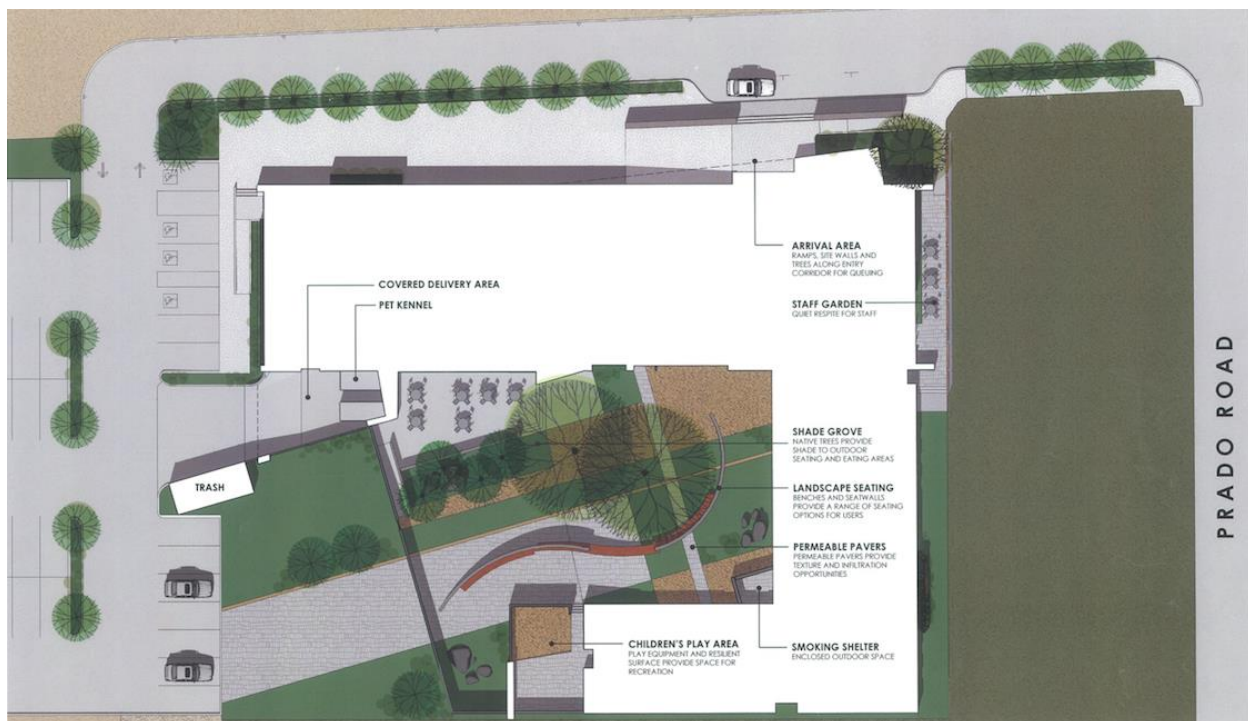 ARRIVAL AREA
RAMPS, SITE WALLS AND
TREES ALONG ENTRY
CORRIDOR FOR QUEUING
COVERED DELIVERY AREA
PET KENNEL
STAFF GARDEN
QUIET RESPITE FOR STAFF
SHADE GROVE
NATIVE TREES PROVIDE
SHADE TO OUTDOOR
SEATING AND EATING AREAS
TRASH
LANDSCAPE SEATING
BENCHES AND SEATWALLS
PROVIDE A RANGE OF SEATING
OPTIONS FOR USERS
PERMEABLE PAVERS
PERMEABLE PAVERS PROVIDE
TEXTURE AND INFILTRATION
OPPORTUNITIES
CHILDREN'S PLAY AREA
PLAY EQUIPMENT AND RESILIENT
SURFACE PROVIDE SPACE FOR
RECREATION
SMOKING SHELTER
ENCLOSED OUTDOOR SPACE
PRADO ROAD